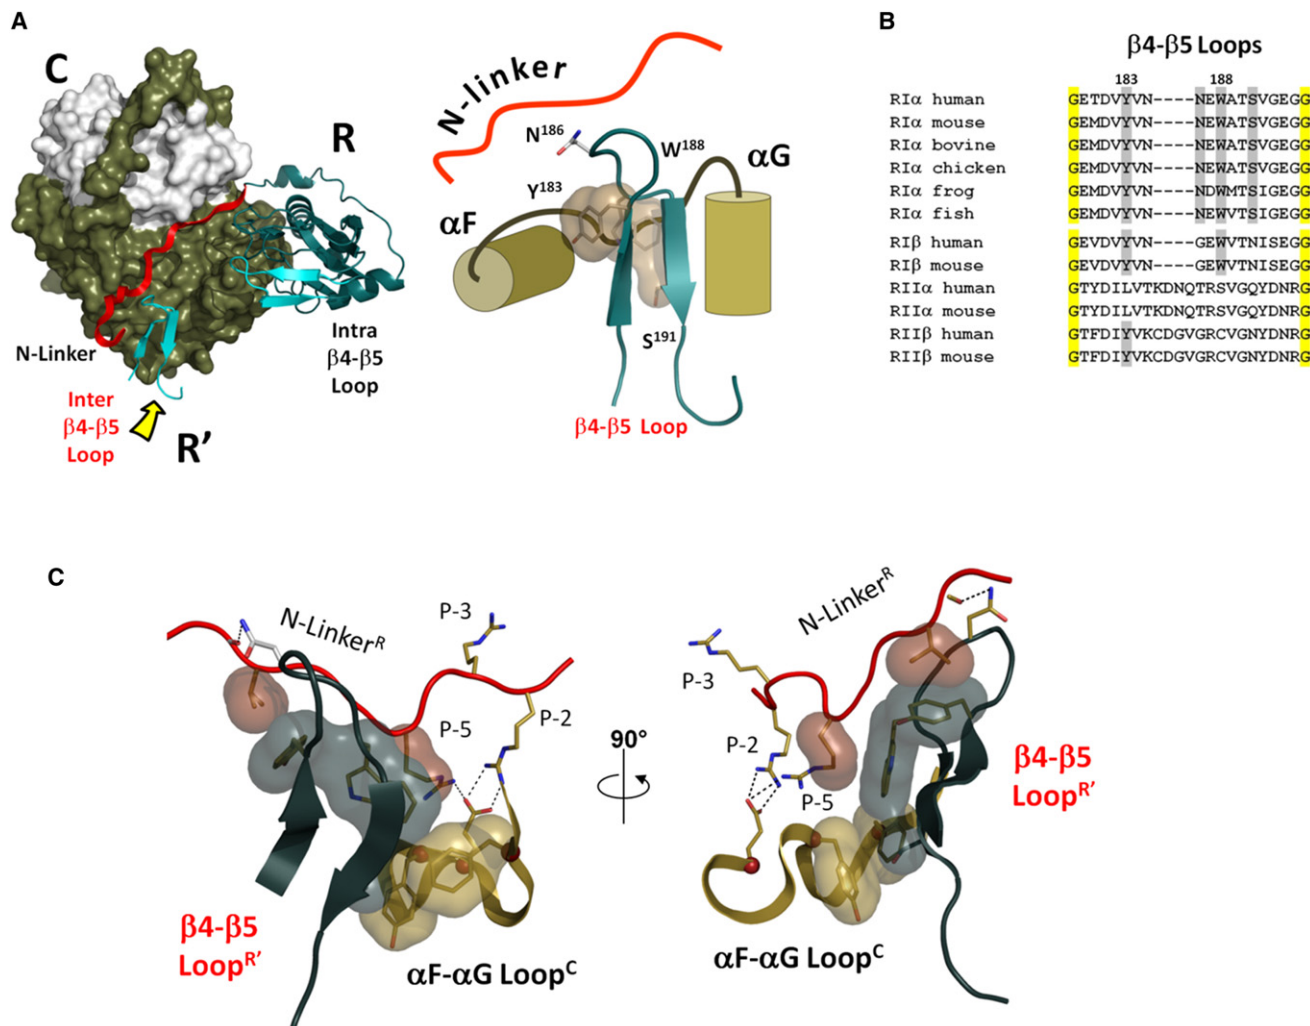 A
C
R
N-Linker
Intra
β4-β5
Loop
Inter
β4-β5
Loop
R'
N-linker
N186
W188
αG
Y183
αF
S191
β4-β5 Loop
B
β4-β5 Loops
183 188
RIα human GETDVYVN----NEWATSVGEGG
RIα mouse GEMDVYVN----NEWATSVGEGG
RIα bovine GEMDVYVN----NEWATSVGEGG
RIα chicken GEMDVYVN----NEWATSVGEGG
RIα frog GEMDVYVN----NDWMTSIGEGG
RIα fish GEMDVYVN----NEWVTSIGEGG
RIβ human GEVDVYVN----GEWVTNISEGG
RIβ mouse GEVDVYVN----GEWVTNISEGG
RIIα human GTYDILVTKDNQTRSVGQYDNRG
RIIα mouse GTYDILVTKDNQTRSVGQYDNRG
RIIβ human GTFDIYVKCDGVGRCVGNYDNRG
RIIβ mouse GTFDIYVKCDGVGRCVGNYDNRG
C
N-LinkerR
P-3
P-5
P-2
β4-β5
LoopR'
αF-αG LoopC
90°
N-LinkerR
P-3
P-2
P-5
β4-β5
LoopR'
αF-αG LoopC